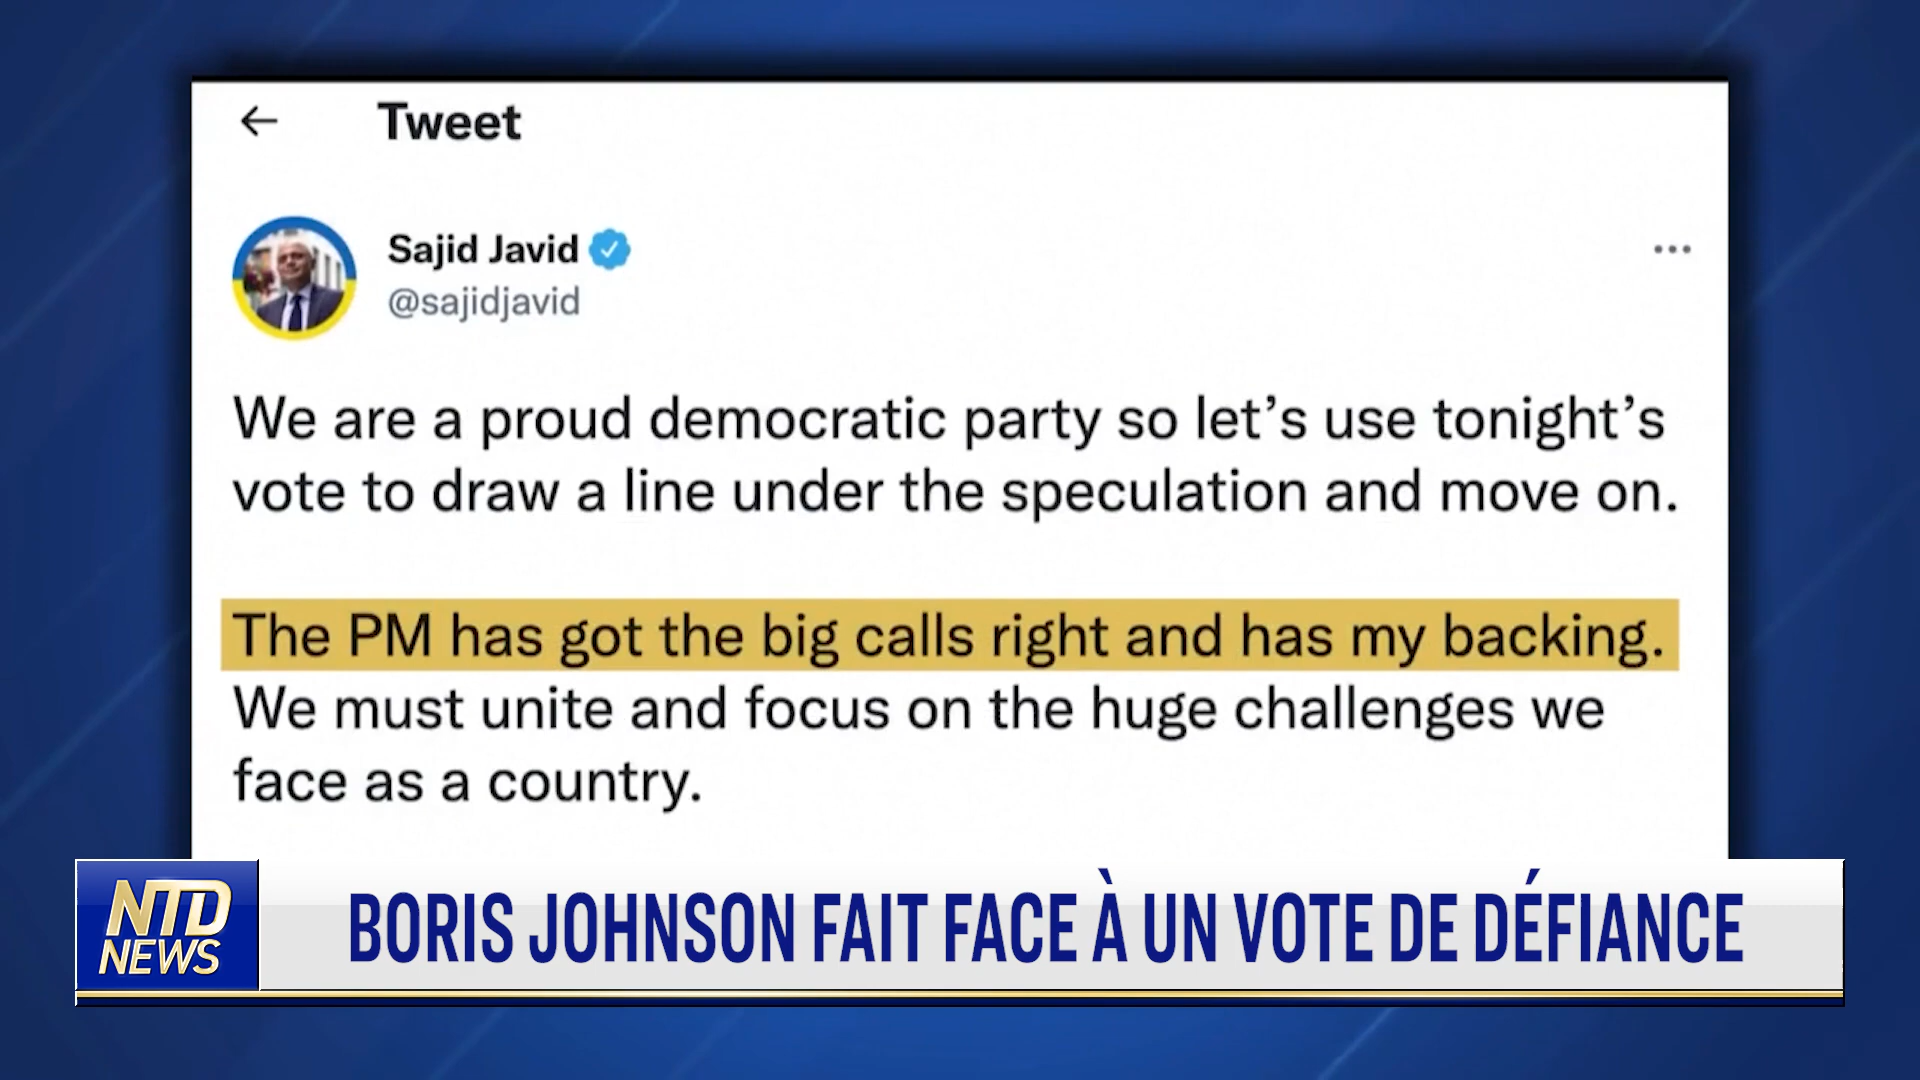 Tweet
Sajid Javid
@sajidjavid
We are a proud democratic party so let’s use tonight’s
vote to draw a line under the speculation and move on.
The PM has got the big calls right and has my backing.
We must unite and focus on the huge challenges we
face as a country.
NTD
NEWS
BORIS JOHNSON FAIT FACE À UN VOTE DE DÉFIANCE